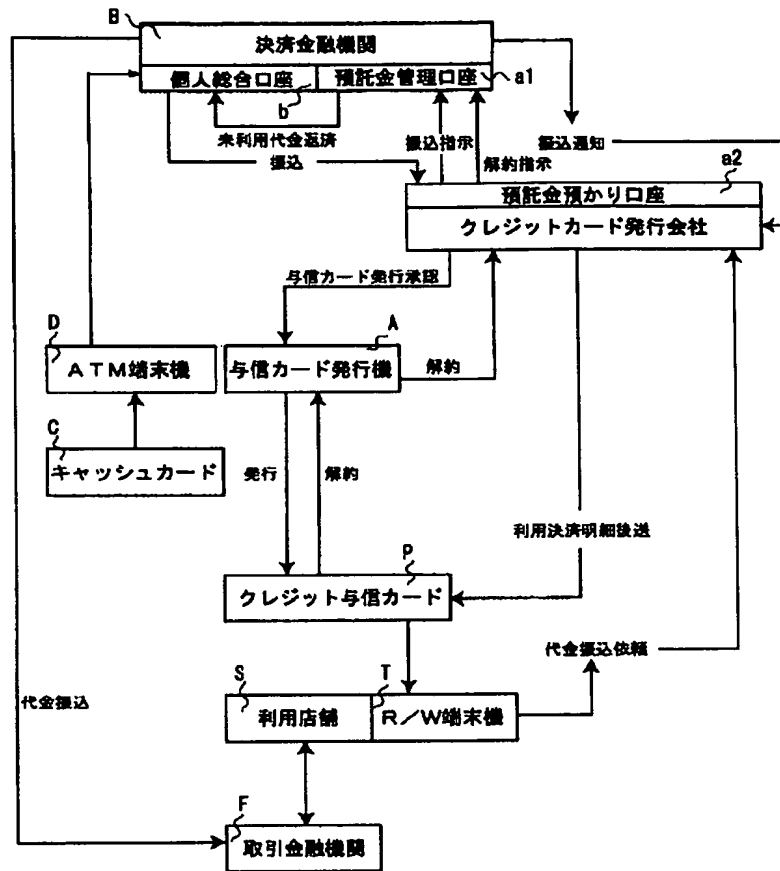 B
決済金融機関
個人総合口座
預託金管理口座
a1
b
未利用代金返済
振込
振込指示
解約指示
振込通知
a2
預託金預かり口座
クレジットカード発行会社
与信カード発行承認
D
A
ATM端末機
与信カード発行機
解約
C
キャッシュカード
発行
解約
利用決済明細後送
P
クレジット与信カード
代金振込依頼
代金振込
S
T
利用店舗
R/W端末機
F
取引金融機関